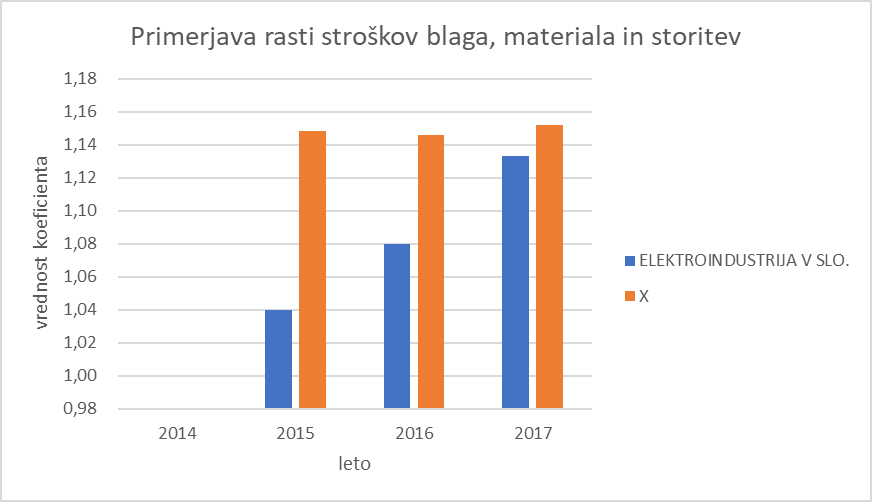 Primerjava rasti stroškov blaga, materiala in storitev
1,18
1,16
1,14
1,12
1,10
1,08
1,06
1,04
1,02
1,00
0,98
vrednost koeficienta
2014 2015 2016 2017
leto
ELEKTROINDUSTRIJA V SLO.
X